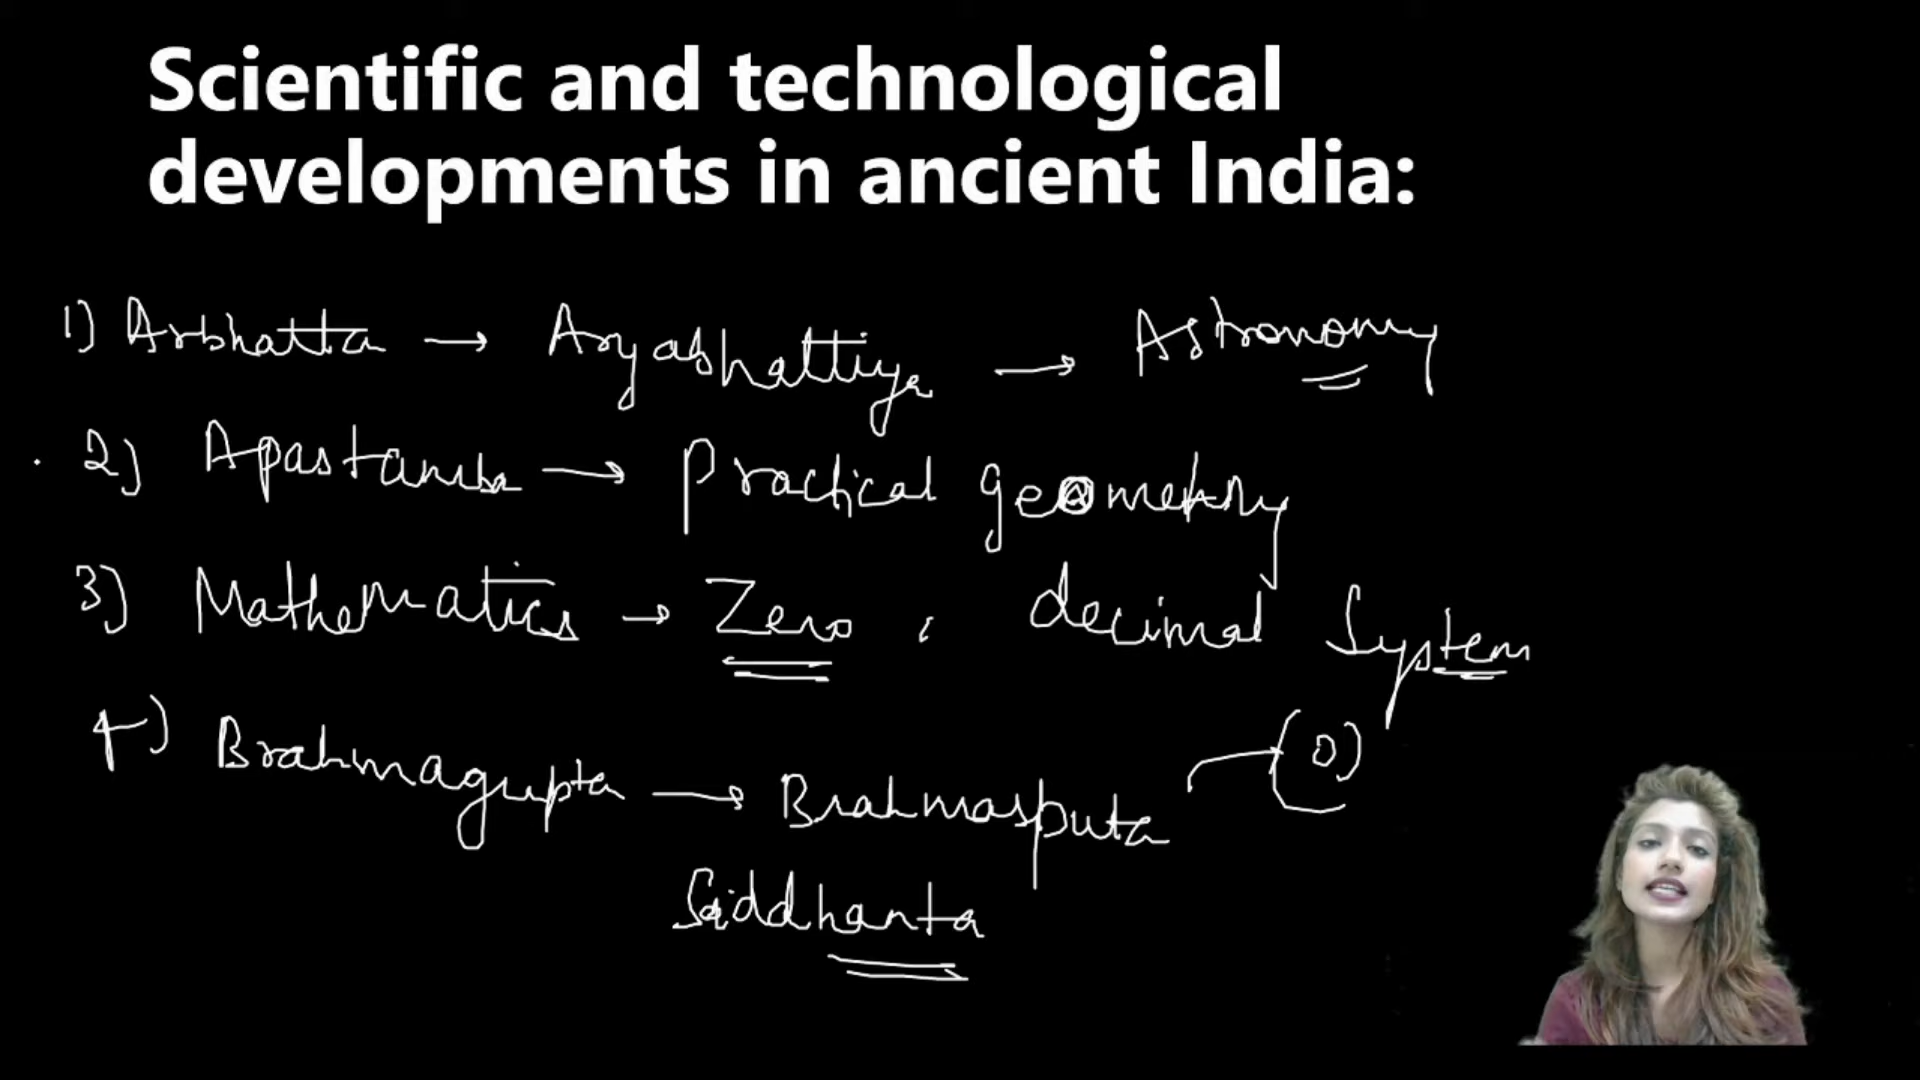 Scientific and technological
developments in ancient India:
1) Arbhatta → Aryabhattiya → Astronomy
2) Apastamba → Practical geometry
3) Mathematics → Zero, decimal System
4) Brahmagupta → Brahmasputa (0)
Siddhanta